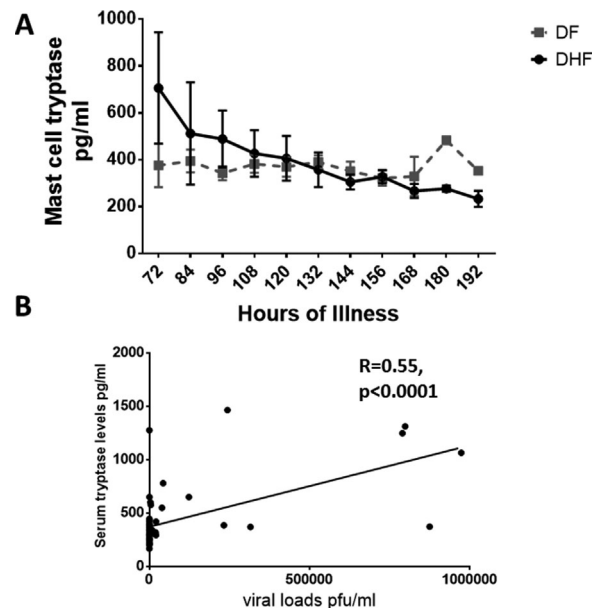 A
DF
DHF
Mast cell tryptase
pg/ml
1000
800
600
400
200
0
72 84 96 108 120 132 144 156 168 180 192
Hours of Illness
B
R=0.55,
p<0.0001
Serum tryptase levels pg/ml
2000
1500
1000
500
0
0 500000 1000000
viral loads pfu/ml